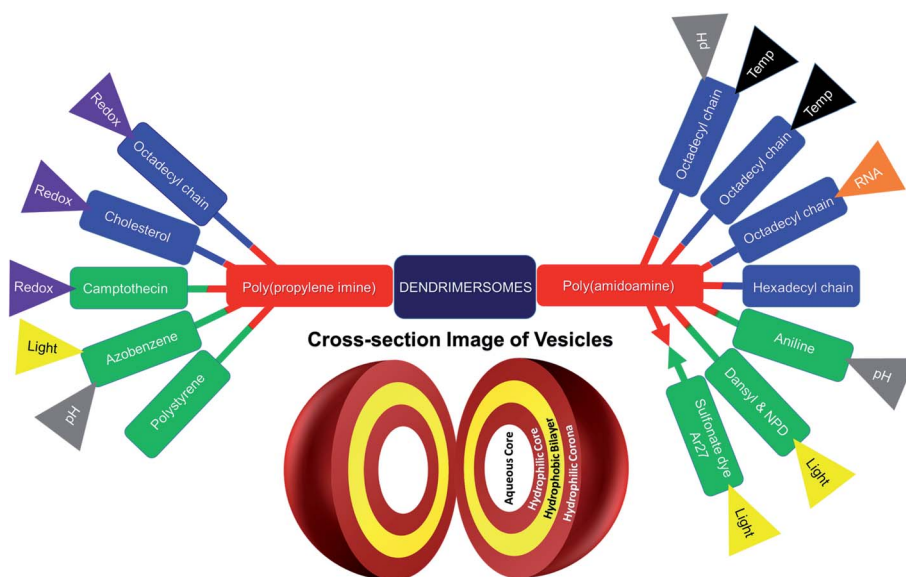 Redox
Octadecyl chain
Redox
Cholesterol
Redox
Camptothecin
Light
Azobenzene
pH
Polystyrene
Poly(propylene imine)
DENDRIMERSOMES
Poly(amidoamine)
pH
Temp
Octadecyl chain
Temp
Octadecyl chain
RNA
Octadecyl chain
Hexadecyl chain
Aniline
pH
Dansyl & NPD
Light
Sulfonate dye
Ar27
Light
Cross-section Image of Vesicles
Aqueous Core
Hydrophilic Core
Hydrophobic Bilayer
Hydrophilic Corona